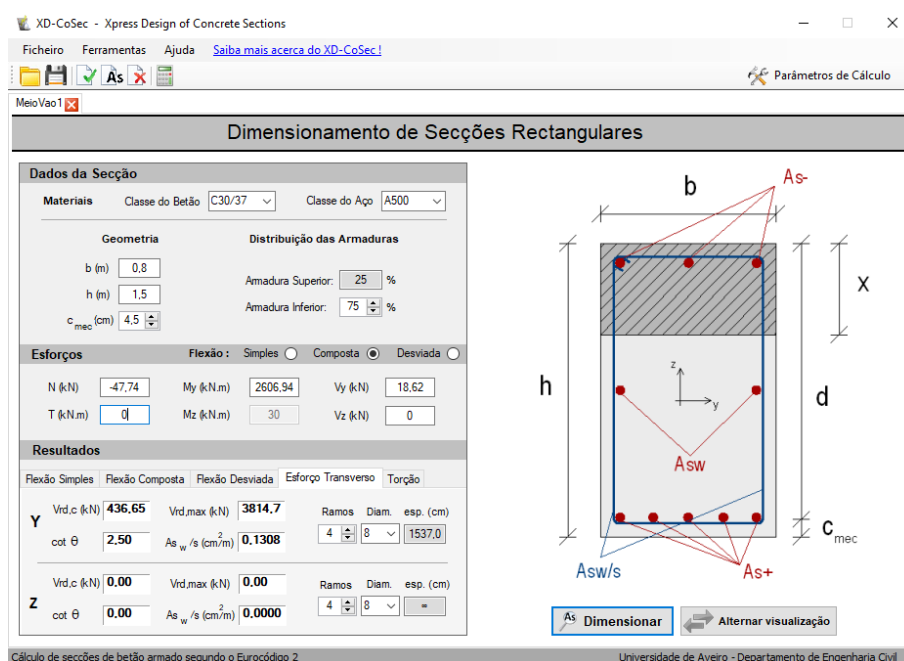 XD-CoSec - Xpress Design of Concrete Sections
Ficheiro Ferramentas Ajuda Saiba mais acerca do XD-CoSec !
As Parâmetros de Cálculo
MeioVao1
Dimensionamento de Secções Rectangulares
Dados da Secção
Materiais Classe do Betão C30/37 Classe do Aço A500
Geometria Distribuição das Armaduras
b (m) 0,8
Armadura Superior: 25 %
h (m) 1,5
Armadura Inferior: 75 %
c mec (cm) 4,5
Esforços Flexão : Simples Composta Desviada
N (kN) -47,74 My (kN.m) 2606,94 Vy (kN) 18,62
T (kN.m) 0 Mz (kN.m) 30 Vz (kN) 0
Resultados
Flexão Simples Flexão Composta Flexão Desviada Esforço Transverso Torção
Y
Vrd,c (kN) 436,65 Vrd,max (kN) 3814,7 Ramos Diam. esp. (cm)
cot θ 2,50 As w /s (cm2/m) 0,1308 4 8 1537,0
Z
Vrd,c (kN) 0.00 Vrd,max (kN) 0.00 Ramos Diam. esp. (cm)
cot θ 0,00 As w /s (cm2/m) 0,0000 4 8 =
b
As-
x
h
z
y
d
Asw
c mec
Asw/s
As+
As Dimensionar Alternar visualização
Cálculo de secções de betão armado segundo o Eurocódigo 2 Universidade de Aveiro - Departamento de Engenharia Civil